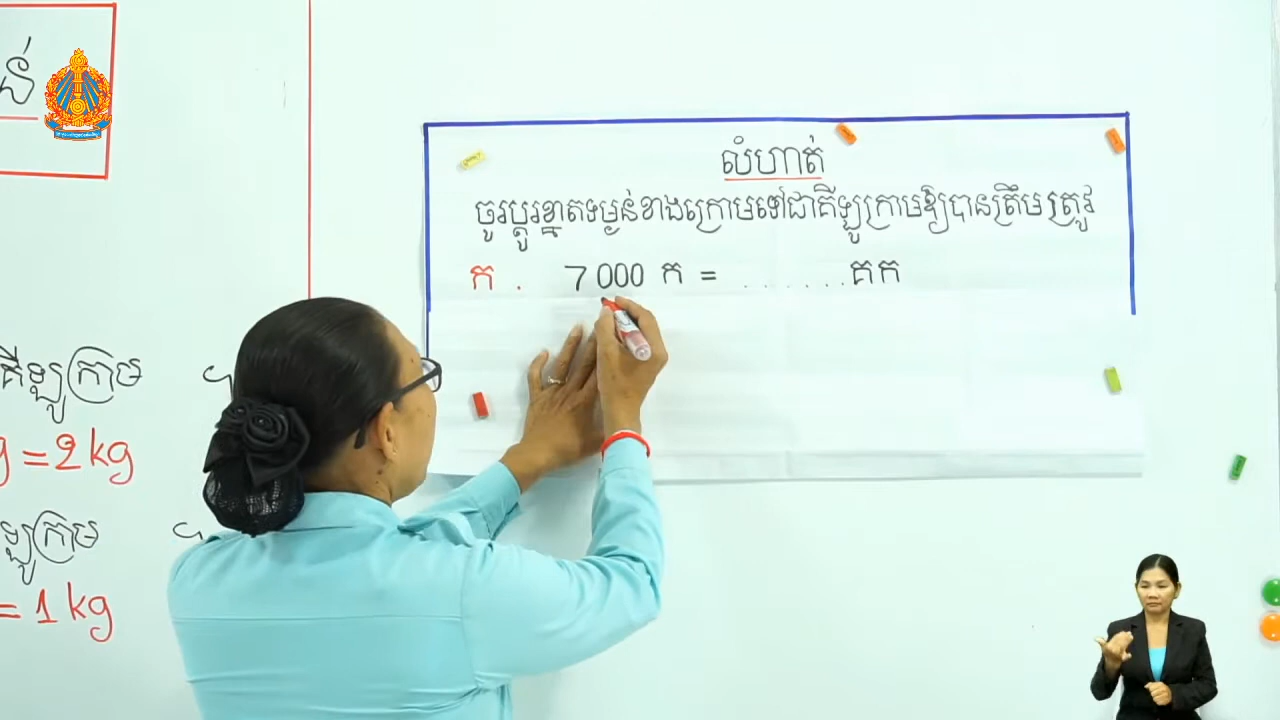 ន់
លំហាត់
ចូរប្តូរខ្នាតទម្ងន់ខាងក្រោមទៅជាគីឡូក្រាមឱ្យបានត្រឹមត្រូវ
ក . 7 000 ក = . . . . . . គក
គីឡូក្រាម
g = 2 kg
ឡូក្រាម
= 1 kg